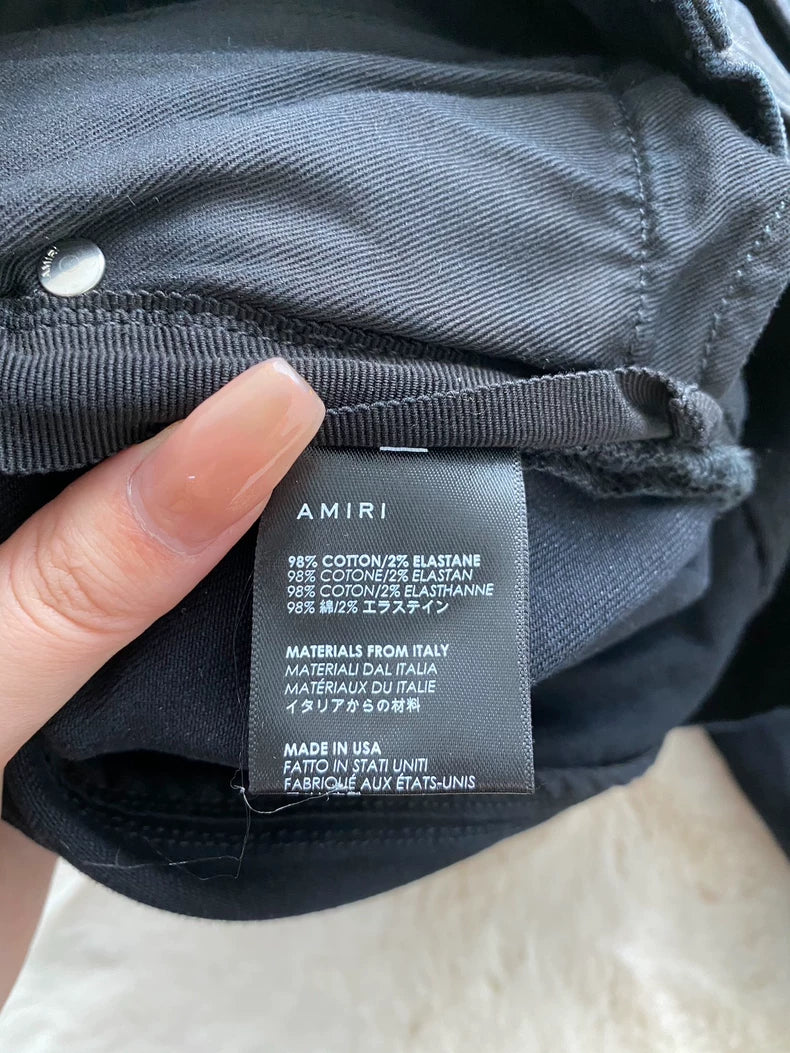 AMIRI
AMIRI
98% COTTON/2% ELASTANE
98% COTONE/2% ELASTAN
98% COTTON/2% ELASTHANNE
98% 綿/2% エラステイン
MATERIALS FROM ITALY
MATERIALI DAL ITALIA
MATÉRIAUX DU ITALIE
イタリアからの材料
MADE IN USA
FATTO IN STATI UNITI
FABRIQUÉ AUX ÉTATS-UNIS